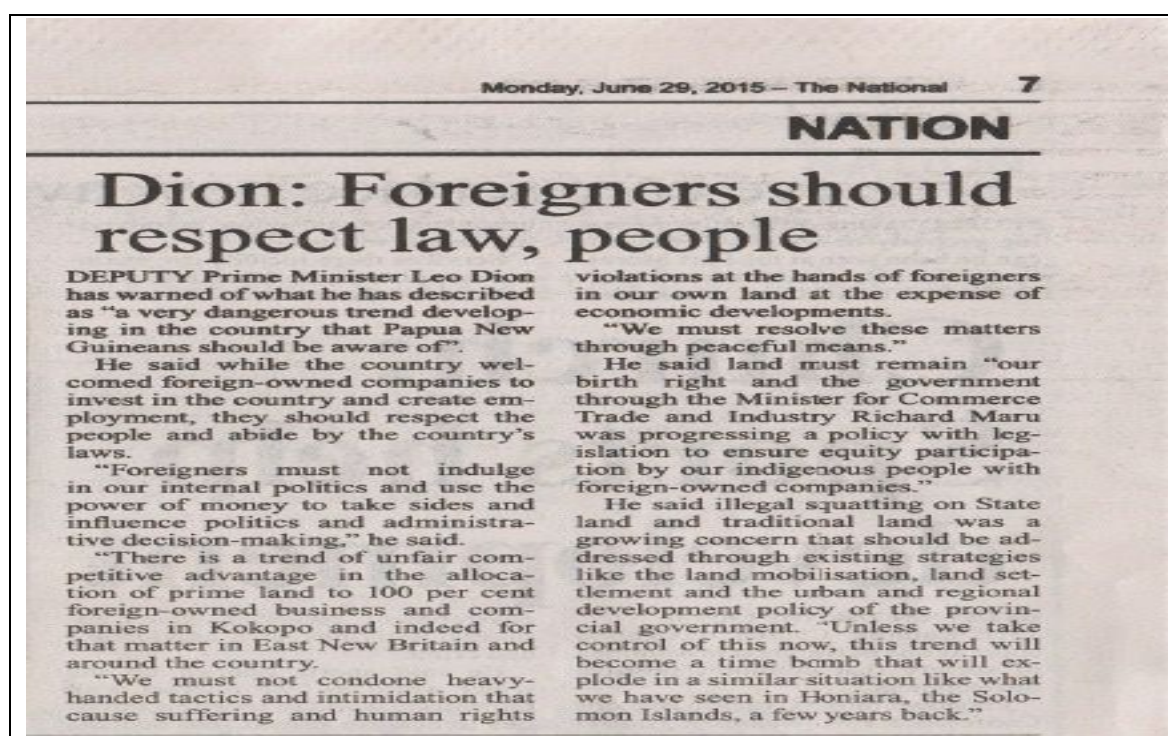 Monday, June 29, 2015 – The National 7
NATION
Dion: Foreigners should
respect law, people
DEPUTY Prime Minister Leo Dion
has warned of what he has described
as “a very dangerous trend develop-
ing in the country that Papua New
Guineans should be aware of”.
He said while the country wel-
comed foreign-owned companies to
invest in the country and create em-
ployment, they should respect the
people and abide by the country’s
laws.
“Foreigners must not indulge
in our internal politics and use the
power of money to take sides and
influence politics and administra-
tive decision-making,” he said.
“There is a trend of unfair com-
petitive advantage in the alloca-
tion of prime land to 100 per cent
foreign-owned business and com-
panies in Kokopo and indeed for
that matter in East New Britain and
around the country.
“We must not condone heavy-
handed tactics and intimidation that
cause suffering and human rights
violations at the hands of foreigners
in our own land at the expense of
economic developments.
“We must resolve these matters
through peaceful means.”
He said land must remain “our
birth right and the government
through the Minister for Commerce
Trade and Industry Richard Maru
was progressing a policy with leg-
islation to ensure equity participa-
tion by our indigenous people with
foreign-owned companies.”
He said illegal squatting on State
land and traditional land was a
growing concern that should be ad-
dressed through existing strategies
like the land mobilisation, land set-
tlement and the urban and regional
development policy of the provin-
cial government. “Unless we take
control of this now, this trend will
become a time bomb that will ex-
plode in a similar situation like what
we have seen in Honiara, the Solo-
mon Islands, a few years back.”